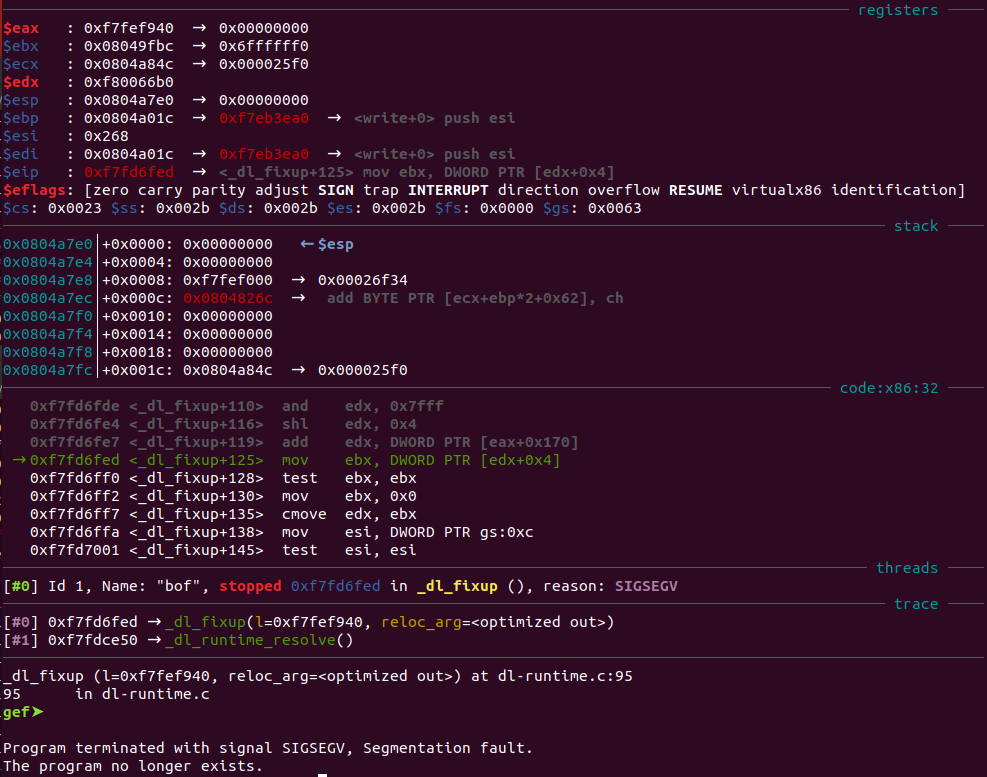 registers
$eax : 0xf7fef940 → 0x00000000
$ebx : 0x08049fbc → 0x6ffffff0
$ecx : 0x0804a84c → 0x000025f0
$edx : 0xf80066b0
$esp : 0x0804a7e0 → 0x00000000
$ebp : 0x0804a01c → 0xf7eb3ea0 → <write+0> push esi
$esi : 0x268
$edi : 0x0804a01c → 0xf7eb3ea0 → <write+0> push esi
$eip : 0xf7fd6fed → <_dl_fixup+125> mov ebx, DWORD PTR [edx+0x4]
$eflags: [zero carry parity adjust SIGN trap INTERRUPT direction overflow RESUME virtualx86 identification]
$cs: 0x0023 $ss: 0x002b $ds: 0x002b $es: 0x002b $fs: 0x0000 $gs: 0x0063
stack
0x0804a7e0│+0x0000: 0x00000000 ←$esp
0x0804a7e4│+0x0004: 0x00000000
0x0804a7e8│+0x0008: 0xf7fef000 → 0x00026f34
0x0804a7ec│+0x000c: 0x0804826c → add BYTE PTR [ecx+ebp*2+0x62], ch
0x0804a7f0│+0x0010: 0x00000000
0x0804a7f4│+0x0014: 0x00000000
0x0804a7f8│+0x0018: 0x00000000
0x0804a7fc│+0x001c: 0x0804a84c → 0x000025f0
code:x86:32
0xf7fd6fde <_dl_fixup+110> and edx, 0x7fff
0xf7fd6fe4 <_dl_fixup+116> shl edx, 0x4
0xf7fd6fe7 <_dl_fixup+119> add edx, DWORD PTR [eax+0x170]
→0xf7fd6fed <_dl_fixup+125> mov ebx, DWORD PTR [edx+0x4]
0xf7fd6ff0 <_dl_fixup+128> test ebx, ebx
0xf7fd6ff2 <_dl_fixup+130> mov ebx, 0x0
0xf7fd6ff7 <_dl_fixup+135> cmove edx, ebx
0xf7fd6ffa <_dl_fixup+138> mov esi, DWORD PTR gs:0xc
0xf7fd7001 <_dl_fixup+145> test esi, esi
threads
[#0] Id 1, Name: "bof", stopped 0xf7fd6fed in _dl_fixup (), reason: SIGSEGV
trace
[#0] 0xf7fd6fed →_dl_fixup(l=0xf7fef940, reloc_arg=<optimized out>)
[#1] 0xf7fdce50 →_dl_runtime_resolve()
_dl_fixup (l=0xf7fef940, reloc_arg=<optimized out>) at dl-runtime.c:95
95 in dl-runtime.c
gef➤
Program terminated with signal SIGSEGV, Segmentation fault.
The program no longer exists.